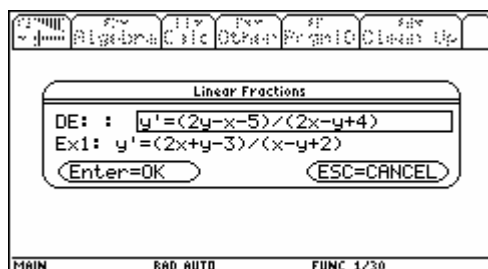 Algebra Calc Other PrgmIO Clean Up
Linear Fractions
DE: : y'=(2y-x-5)/(2x-y+4)
Ex1: y'=(2x+y-3)/(x-y+2)
Enter=OK ESC=CANCEL
MAIN RAD AUTO FUNC 1/30